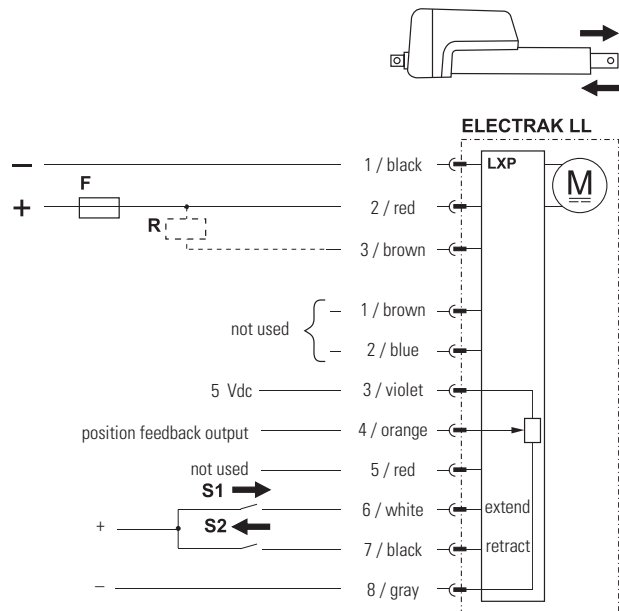 ELECTRAK LL
− 1 / black LXP M
F
+ 2 / red
R
3 / brown
1 / brown
not used
2 / blue
5 Vdc 3 / violet
position feedback output 4 / orange
not used 5 / red
S1
6 / white extend
+ S2
7 / black retract
− 8 / gray